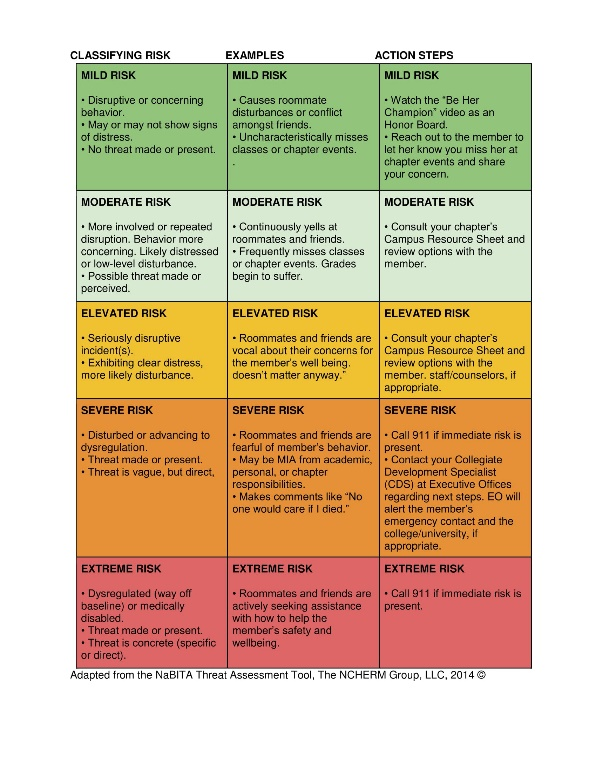 CLASSIFYING RISK EXAMPLES ACTION STEPS
MILD RISK
• Disruptive or concerning
behavior.
• May or may not show signs
of distress.
• No threat made or present.
MILD RISK
• Causes roommate
disturbances or conflict
amongst friends.
• Uncharacteristically misses
classes or chapter events.
.
MILD RISK
• Watch the “Be Her
Champion” video as an
Honor Board.
• Reach out to the member to
let her know you miss her at
chapter events and share
your concern.
MODERATE RISK
• More involved or repeated
disruption. Behavior more
concerning. Likely distressed
or low-level disturbance.
• Possible threat made or
perceived.
MODERATE RISK
• Continuously yells at
roommates and friends.
• Frequently misses classes
or chapter events. Grades
begin to suffer.
MODERATE RISK
• Consult your chapter’s
Campus Resource Sheet and
review options with the
member.
ELEVATED RISK
• Seriously disruptive
incident(s).
• Exhibiting clear distress,
more likely disturbance.
ELEVATED RISK
• Roommates and friends are
vocal about their concerns for
the member’s well being.
doesn’t matter anyway.”
ELEVATED RISK
• Consult your chapter’s
Campus Resource Sheet and
review options with the
member. staff/counselors, if
appropriate.
SEVERE RISK
• Disturbed or advancing to
dysregulation.
• Threat made or present.
• Threat is vague, but direct,
SEVERE RISK
• Roommates and friends are
fearful of member’s behavior.
• May be MIA from academic,
personal, or chapter
responsibilities.
• Makes comments like “No
one would care if I died.”
SEVERE RISK
• Call 911 if immediate risk is
present.
• Contact your Collegiate
Development Specialist
(CDS) at Executive Offices
regarding next steps. EO will
alert the member’s
emergency contact and the
college/university, if
appropriate.
EXTREME RISK
• Dysregulated (way off
baseline) or medically
disabled.
• Threat made or present.
• Threat is concrete (specific
or direct).
EXTREME RISK
• Roommates and friends are
actively seeking assistance
with how to help the
member’s safety and
wellbeing.
EXTREME RISK
• Call 911 if immediate risk is
present.
Adapted from the NaBITA Threat Assessment Tool, The NCHERM Group, LLC, 2014 ©